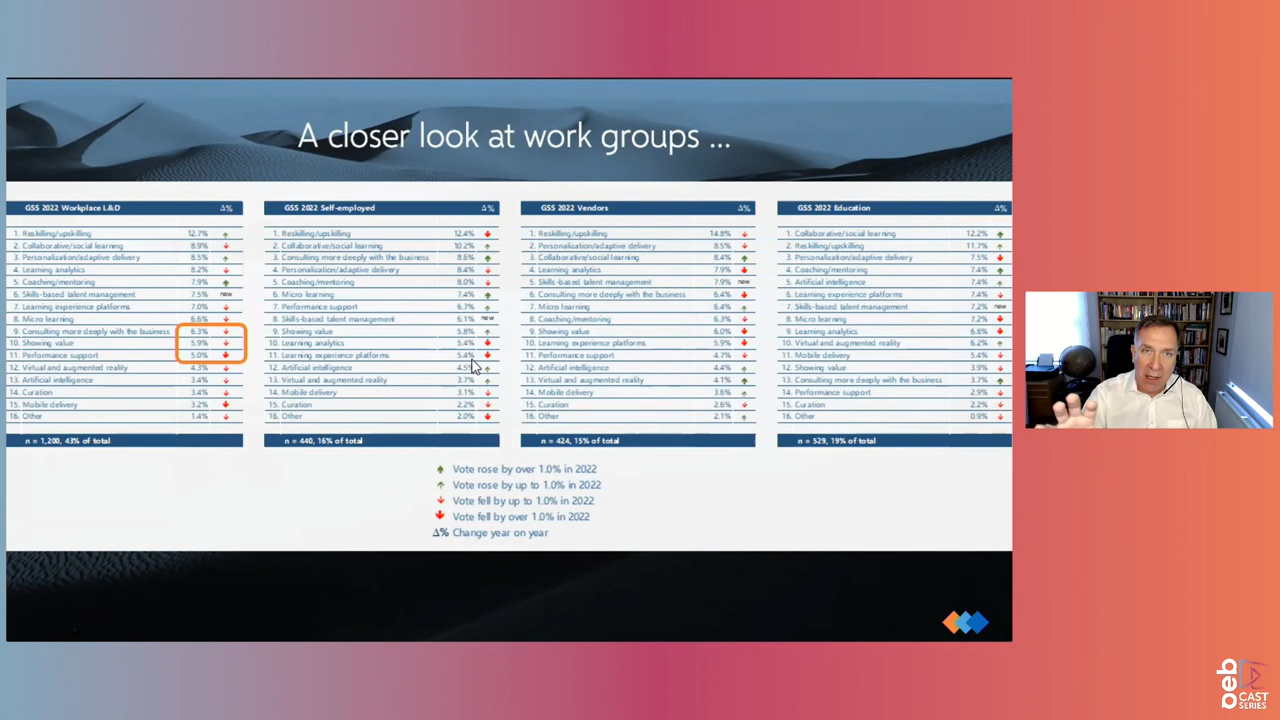 A closer look at work groups ...
GSS 2022 Workplace L&D Δ%
1. Reskilling/upskilling 12.7%
2. Collaborative/social learning 8.9%
3. Personalization/adaptive delivery 8.5%
4. Learning analytics 8.2%
5. Coaching/mentoring 7.9%
6. Skills-based talent management 7.5% new
7. Learning experience platforms 7.0%
8. Micro learning 6.6%
9. Consulting more deeply with the business 6.3%
10. Showing value 5.9%
11. Performance support 5.0%
12. Virtual and augmented reality 4.3%
13. Artificial intelligence 3.4%
14. Curation 3.4%
15. Mobile delivery 3.2%
16. Other 1.4%
n = 1,200, 43% of total
GSS 2022 Self-employed Δ%
1. Reskilling/upskilling 12.4%
2. Collaborative/social learning 10.2%
3. Consulting more deeply with the business 8.6%
4. Personalization/adaptive delivery 8.4%
5. Coaching/mentoring 8.0%
6. Micro learning 7.4%
7. Performance support 6.7%
8. Skills-based talent management 6.1% new
9. Showing value 5.8%
10. Learning analytics 5.4%
11. Learning experience platforms 5.4%
12. Artificial intelligence
13. Virtual and augmented reality 3.7%
14. Mobile delivery 3.1%
15. Curation 2.2%
16. Other 2.0%
n = 440, 16% of total
GSS 2022 Vendors Δ%
1. Reskilling/upskilling 14.8%
2. Personalization/adaptive delivery 8.5%
3. Collaborative/social learning 8.4%
4. Learning analytics 7.9%
5. Skills-based talent management 7.9% new
6. Consulting more deeply with the business 6.4%
7. Micro learning 6.4%
8. Coaching/mentoring 6.3%
9. Showing value 6.0%
10. Learning experience platforms 5.7%
11. Performance support 4.7%
12. Artificial intelligence 4.4%
13. Virtual and augmented reality 4.1%
14. Mobile delivery 3.6%
15. Curation 2.6%
16. Other 2.1%
n = 424, 15% of total
GSS 2022 Education Δ%
1. Collaborative/social learning 12.2%
2. Reskilling/upskilling 11.7%
3. Personalization/adaptive delivery 7.5%
4. Coaching/mentoring 7.4%
5. Artificial intelligence 7.4%
6. Learning experience platforms 7.4%
7. Skills-based talent management 7.2% new
8. Micro learning 7.2%
9. Learning analytics 6.8%
10. Virtual and augmented reality 6.2%
11. Mobile delivery 5.4%
12. Showing value 3.9%
13. Consulting more deeply with the business 3.7%
14. Performance support 2.9%
15. Curation 2.2%
16. Other 0.9%
n = 529, 19% of total
Vote rose by over 1.0% in 2022
Vote rose by up to 1.0% in 2022
Vote fell by up to 1.0% in 2022
Vote fell by over 1.0% in 2022
Δ% Change year on year
oeb
CAST
SERIES